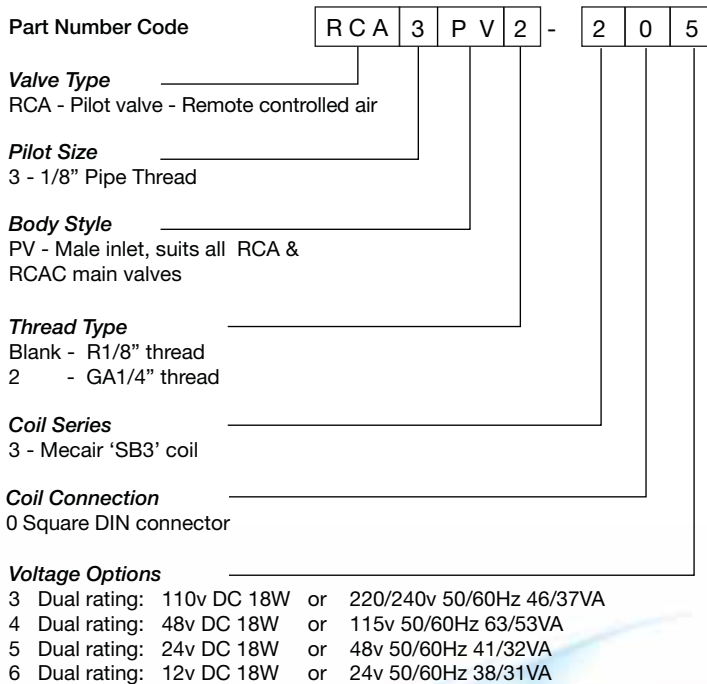 Part Number Code RCA 3 PV 2 - 2 0 5
Valve Type
RCA - Pilot valve - Remote controlled air
Pilot Size
3 - 1/8” Pipe Thread
Body Style
PV - Male inlet, suits all RCA &
RCAC main valves
Thread Type
Blank - R1/8” thread
2 - GA1/4” thread
Coil Series
3 - Mecair ‘SB3’ coil
Coil Connection
0 Square DIN connector
Voltage Options
3 Dual rating: 110v DC 18W or 220/240v 50/60Hz 46/37VA
4 Dual rating: 48v DC 18W or 115v 50/60Hz 63/53VA
5 Dual rating: 24v DC 18W or 48v 50/60Hz 41/32VA
6 Dual rating: 12v DC 18W or 24v 50/60Hz 38/31VA